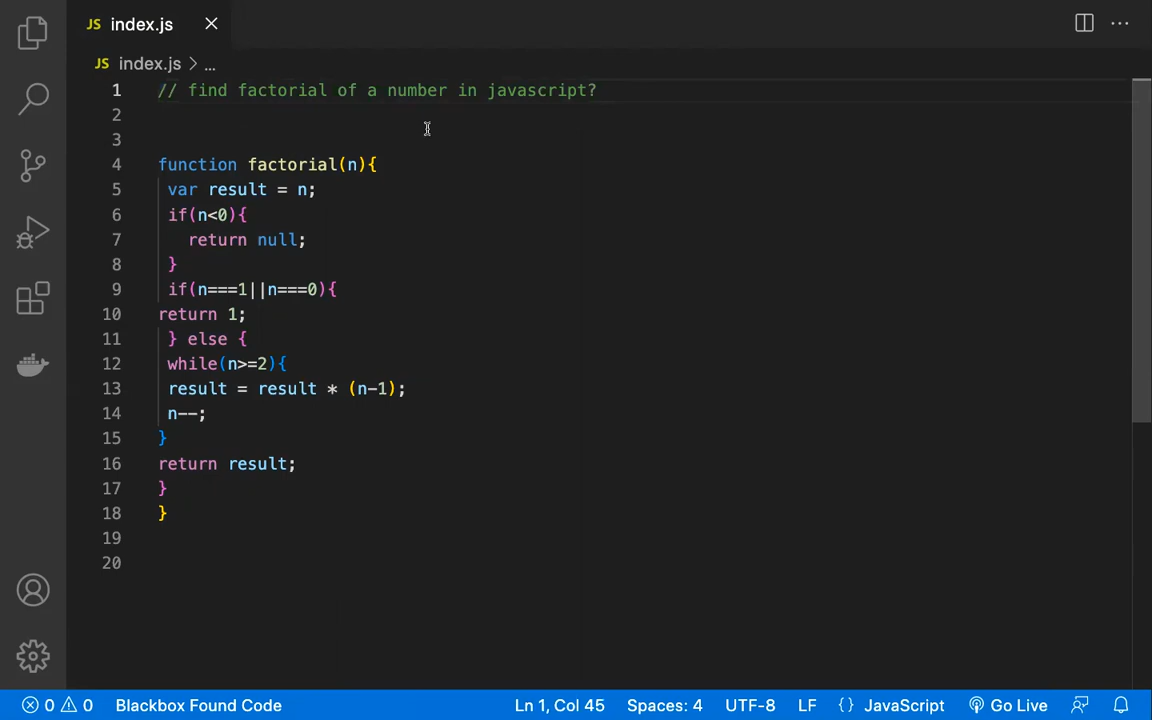 JS index.js
JS index.js > ...
1 // find factorial of a number in javascript?
2
3
4 function factorial(n){
5 var result = n;
6 if(n<0){
7 return null;
8 }
9 if(n===1||n===0){
10 return 1;
11 } else {
12 while(n>=2){
13 result = result * (n-1);
14 n--;
15 }
16 return result;
17 }
18 }
19
20
0 0 Blackbox Found Code Ln 1, Col 45 Spaces: 4 UTF-8 LF {} JavaScript Go Live